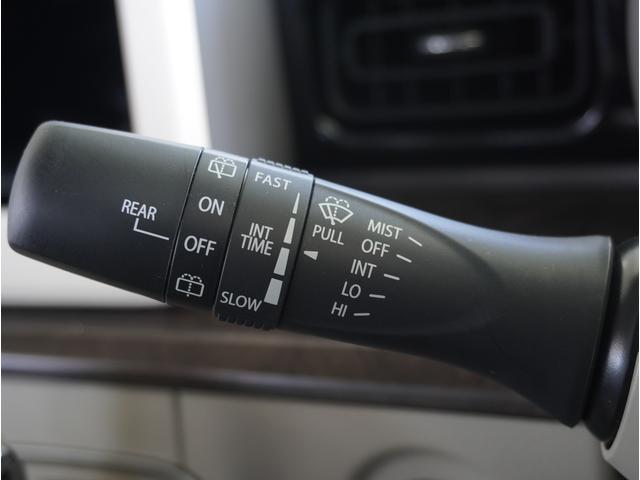 REAR
ON
OFF
FAST
INT
TIME
SLOW
PULL
MIST
OFF
INT
LO
HI